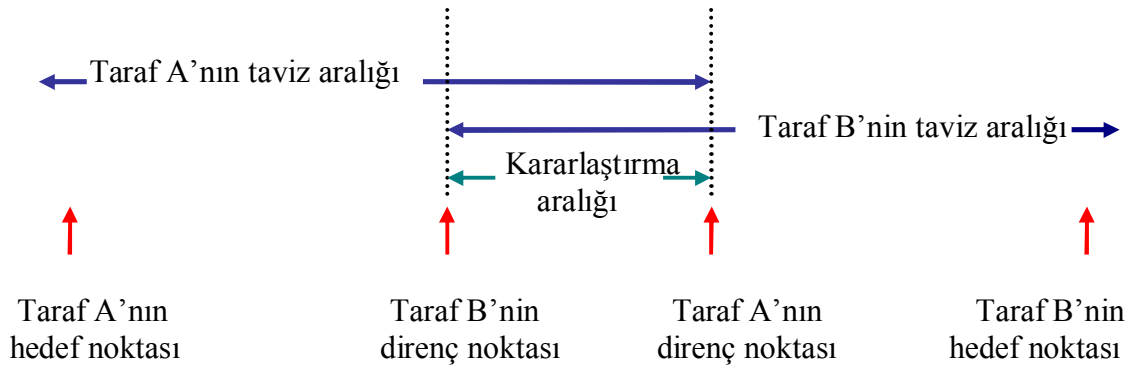 Taraf A’nın taviz aralığı
Taraf B’nin taviz aralığı
Kararlaştırma
aralığı
Taraf A’nın
hedef noktası
Taraf B’nin
direnç noktası
Taraf A’nın
direnç noktası
Taraf B’nin
hedef noktası